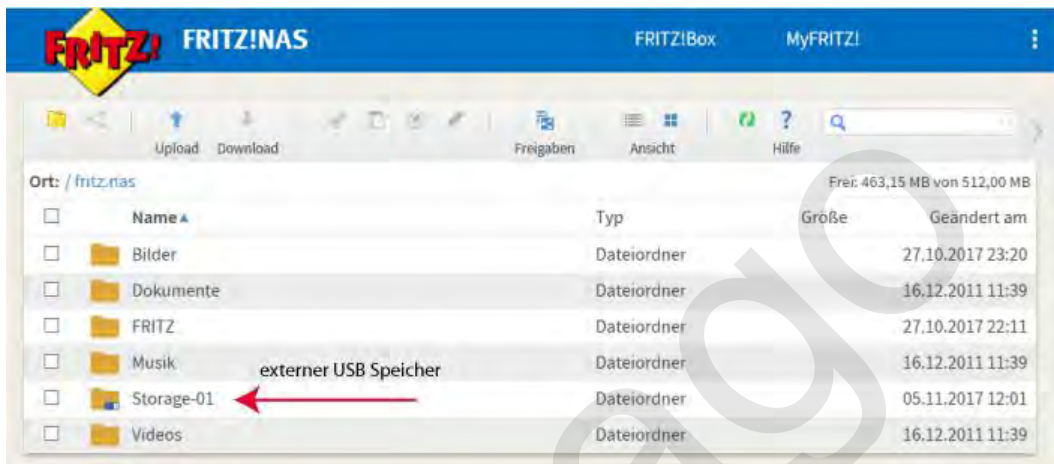 FRITZ! FRITZ!NAS FRITZ!Box MyFRITZ!
Upload Download Freigaben Ansicht Hilfe
Ort: / fritz.nas Frei: 463,15 MB von 512,00 MB
Name Typ Größe Geändert am
Bilder Dateiordner 27.10.2017 23:20
Dokumente Dateiordner 16.12.2011 11:39
FRITZ Dateiordner 27.10.2017 22:11
Musik Dateiordner 16.12.2011 11:39
externer USB Speicher
Storage-01 Dateiordner 05.11.2017 12:01
Videos Dateiordner 16.12.2011 11:39